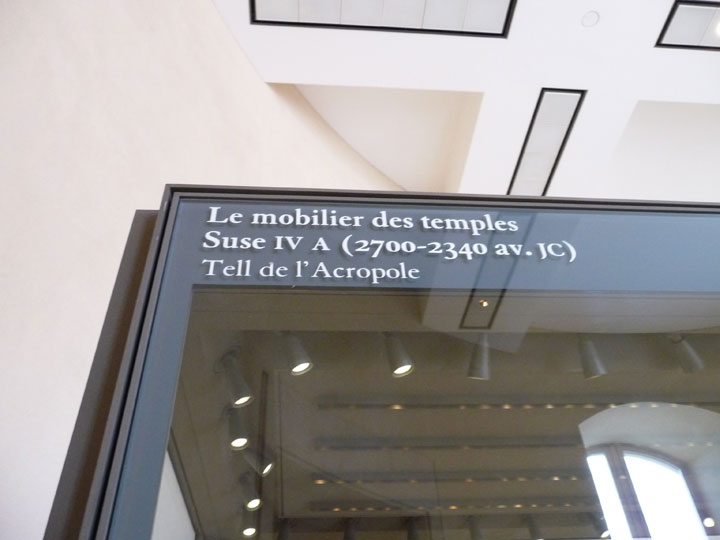 Le mobilier des temples
Suse IV A (2700-2340 av. JC)
Tell de l'Acropole